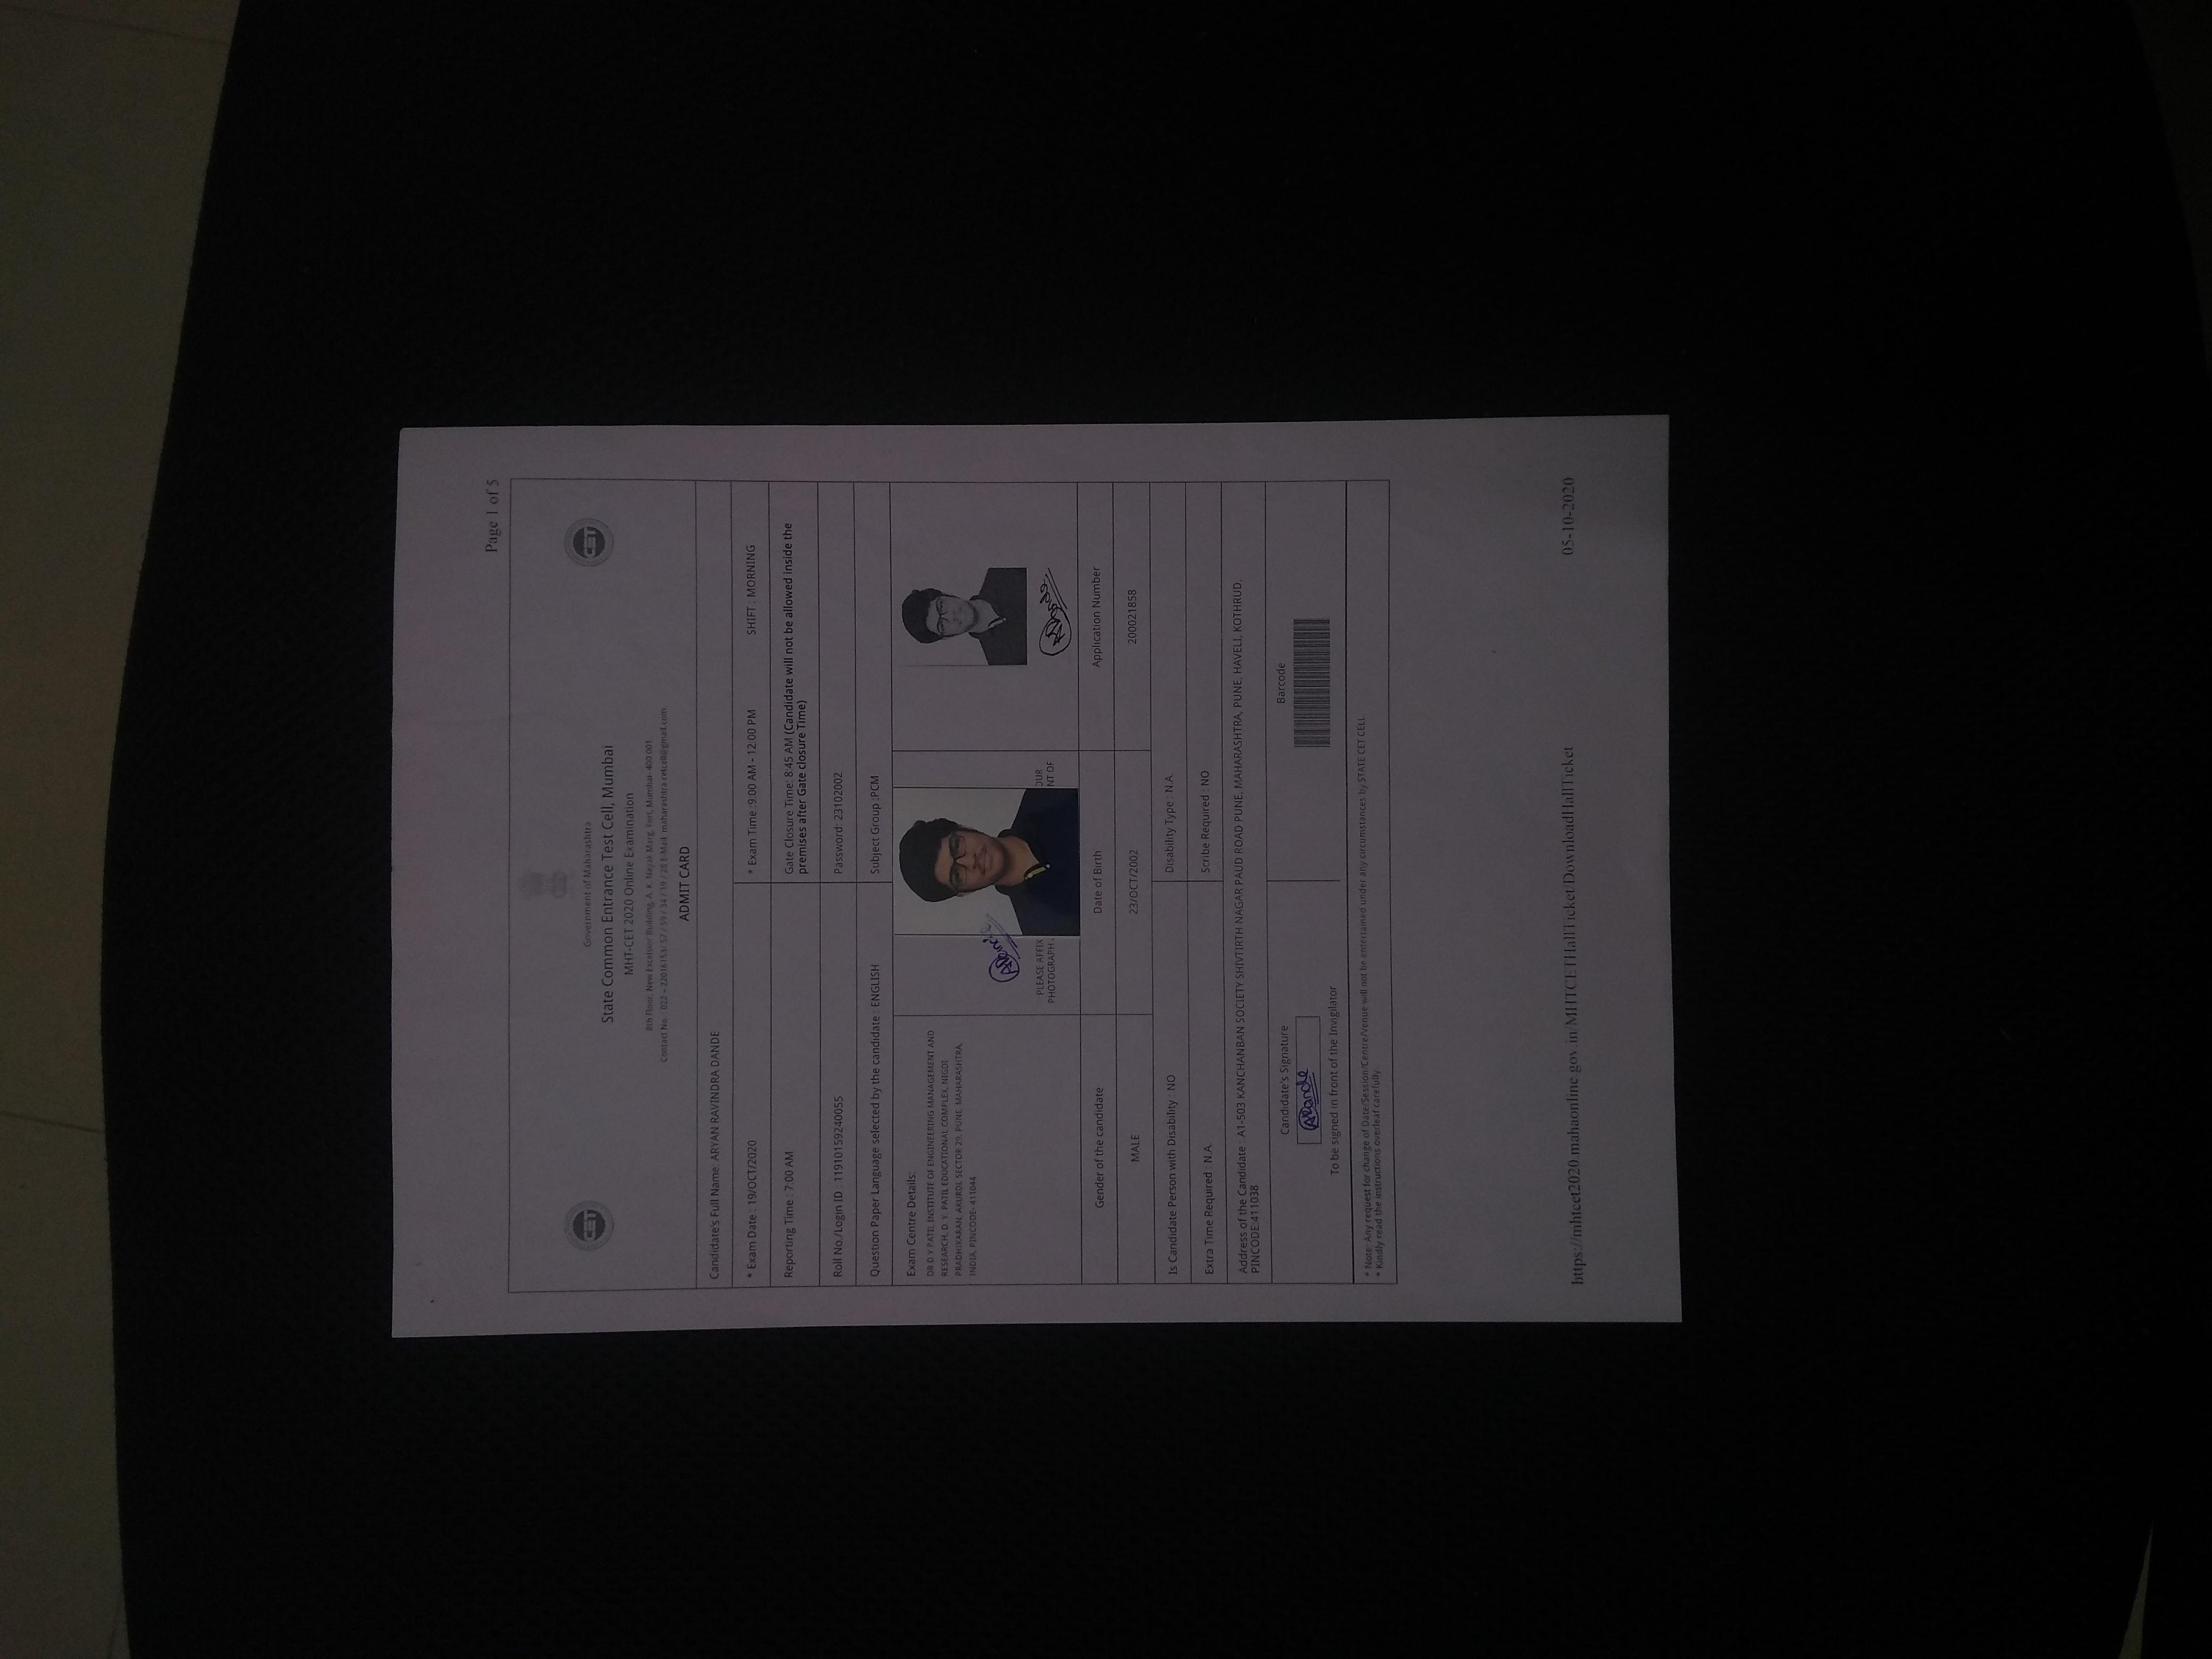 Page 1 of 5
CET
CET
Government of Maharashtra
State Common Entrance Test Cell, Mumbai
MHT-CET 2020 Online Examination
8th Floor, New Excelsior Building, A. K. Nayak Marg, Fort, Mumbai- 400 001.
Contact No. : 022 – 22016153/ 57 / 59 / 34 / 19 / 28 E-Mail: maharashtra.cetcell@gmail.com
ADMIT CARD
Candidate's Full Name: ARYAN RAVINDRA DANDE
* Exam Date : 19/OCT/2020
* Exam Time :9:00 AM - 12:00 PM SHIFT : MORNING
Reporting Time : 7:00 AM
Gate Closure Time: 8:45 AM (Candidate will not be allowed inside the
premises after Gate closure Time)
Roll No./Login ID : 11910159240055
Password: 23102002
Question Paper Language selected by the candidate : ENGLISH
Subject Group :PCM
Exam Centre Details:
DR D Y PATIL INSTITUTE OF ENGINEERING MANAGEMENT AND
RESEARCH, D. Y. PATIL EDUCATIONAL COMPLEX, NIGDI
PRADHIKARAN, AKURDI, SECTOR 29, PUNE, MAHARASHTRA,
INDIA, PINCODE- 411044
ARDande
PLEASE AFFIX OUR
PHOTOGRAPH NT OF
ARDande
Gender of the candidate
Date of Birth
Application Number
MALE
23/OCT/2002
200021858
Is Candidate Person with Disability : NO
Disability Type : N.A.
Extra Time Required : N.A.
Scribe Required : NO
Address of the Candidate : A1-503 KANCHANBAN SOCIETY SHIVTIRTH NAGAR PAUD ROAD PUNE, MAHARASHTRA, PUNE, HAVELI, KOTHRUD,
PINCODE:411038
Candidate's Signature
ARDande
To be signed in front of the Invigilator
Barcode
* Note: Any request for change of Date/Session/Centre/Venue will not be entertained under any circumstances by STATE CET CELL.
* Kindly read the instructions overleaf carefully.
https://mhtcet2020.mahaonline.gov.in/MHTCETHallTicket/DownloadHallTicket
05-10-2020